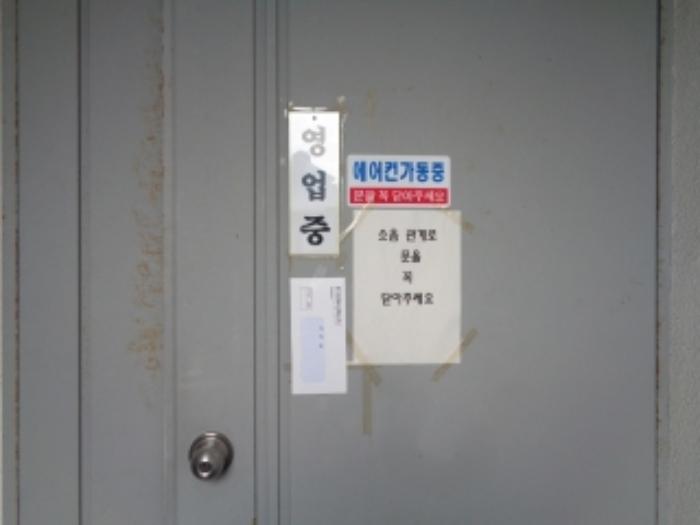 영업중
에어컨가동중
문을 꼭 닫아주세요
소음 관계로
문을
꼭
닫아주세요